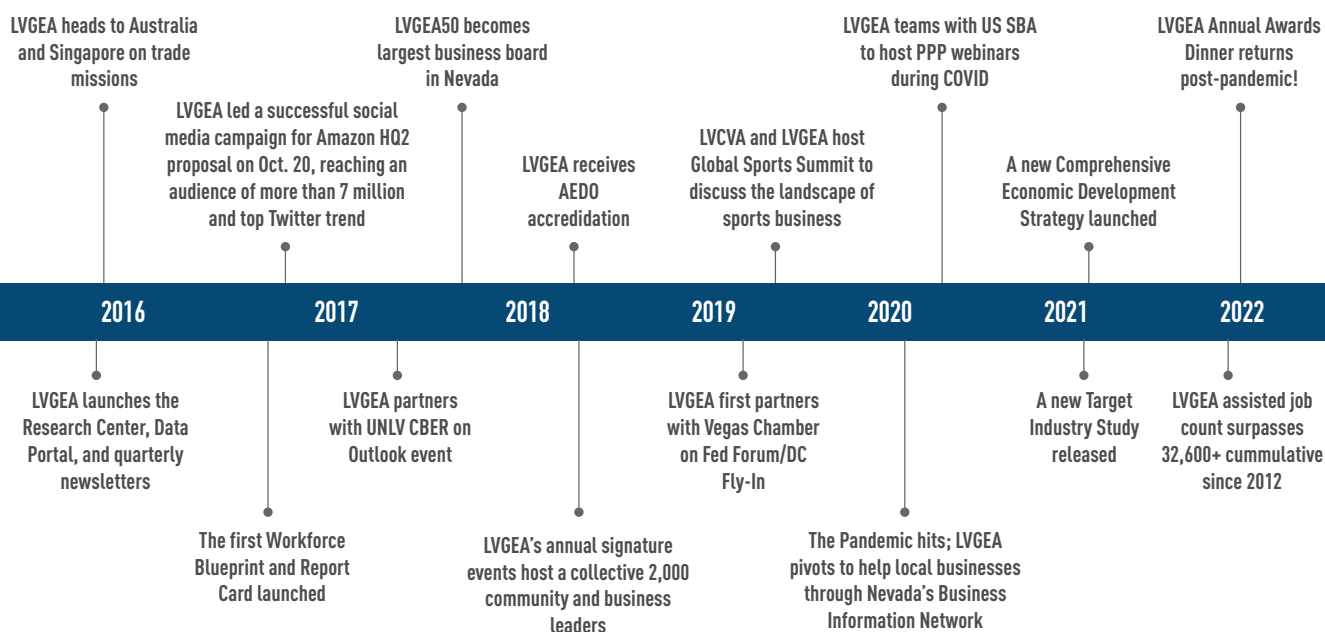 LVGEA heads to Australia
and Singapore on trade
missions
LVGEA led a successful social
media campaign for Amazon HQ2
proposal on Oct. 20, reaching an
audience of more than 7 million
and top Twitter trend
LVGEA50 becomes
largest business board
in Nevada
LVGEA receives
AEDO
accredidation
LVCVA and LVGEA host
Global Sports Summit to
discuss the landscape of
sports business
LVGEA teams with US SBA
to host PPP webinars
during COVID
A new Comprehensive
Economic Development
Strategy launched
LVGEA Annual Awards
Dinner returns
post-pandemic!
2016 2017 2018 2019 2020 2021 2022
LVGEA launches the
Research Center, Data
Portal, and quarterly
newsletters
The first Workforce
Blueprint and Report
Card launched
LVGEA partners
with UNLV CBER on
Outlook event
LVGEA's annual signature
events host a collective 2,000
community and business
leaders
LVGEA first partners
with Vegas Chamber
on Fed Forum/DC
Fly-In
The Pandemic hits; LVGEA
pivots to help local businesses
through Nevada's Business
Information Network
A new Target
Industry Study
released
LVGEA assisted job
count surpasses
32,600+ cummulative
since 2012